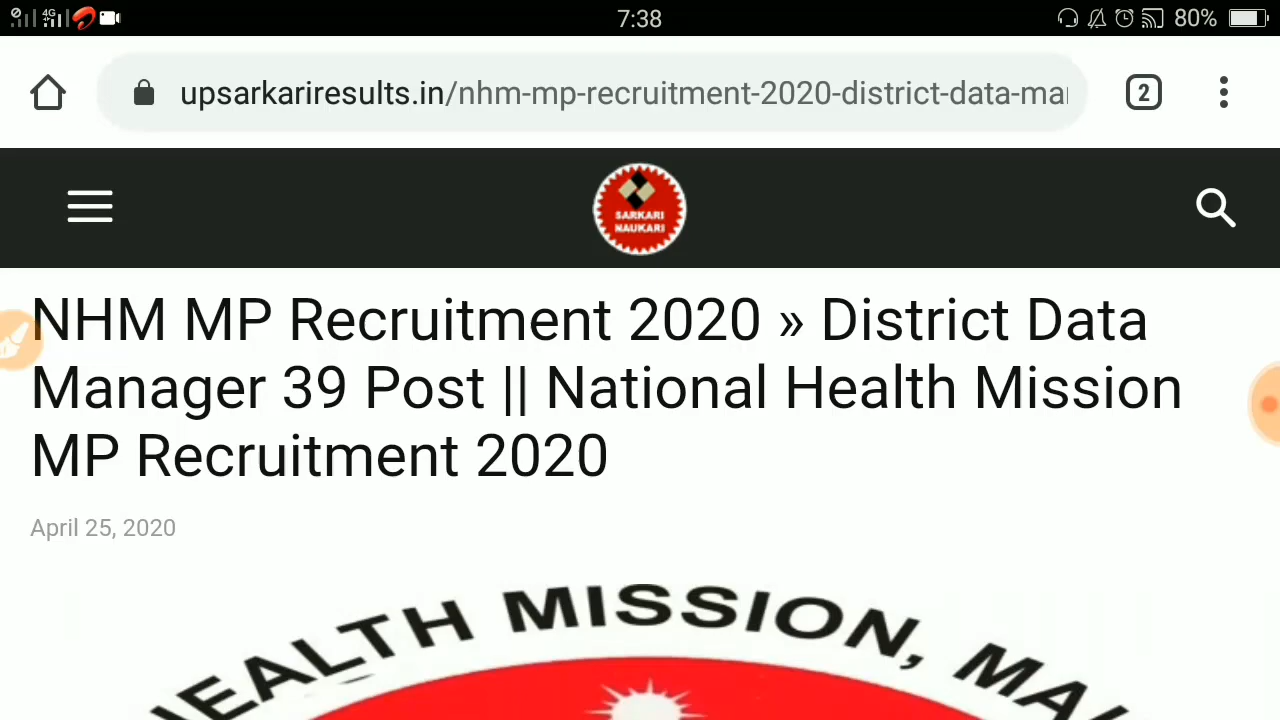 4G
7:38
80%
upsarkariresults.in/nhm-mp-recruitment-2020-district-data-ma
2
SARKARI
NAUKARI
NHM MP Recruitment 2020 » District Data
Manager 39 Post || National Health Mission
MP Recruitment 2020
April 25, 2020
HEALTH MISSION, MA